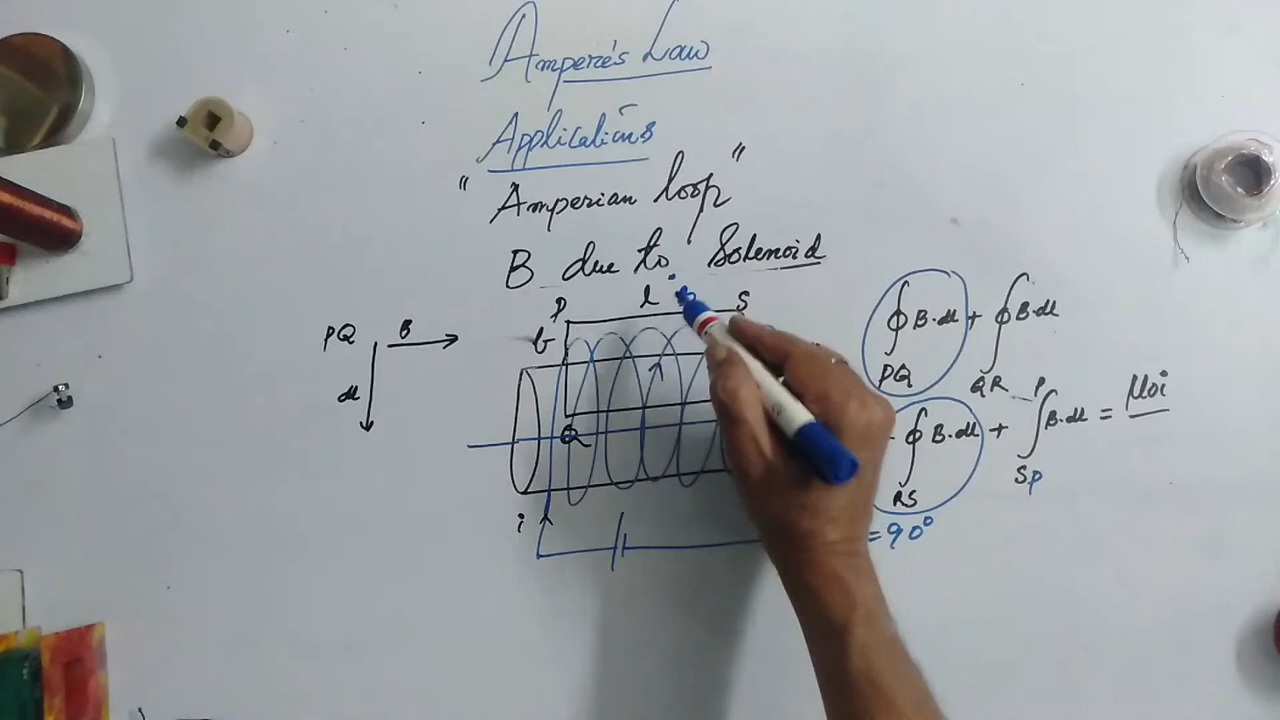 Ampere's Law
Applications
" Amperian loop "
B due to Solenoid
P l S
b
PQ B
dl
Q
i
∮ B·dl + ∮ B·dl
PQ QR
∮ B·dl + ∫ B·dl = μ₀i
RS SP
P
= 90°